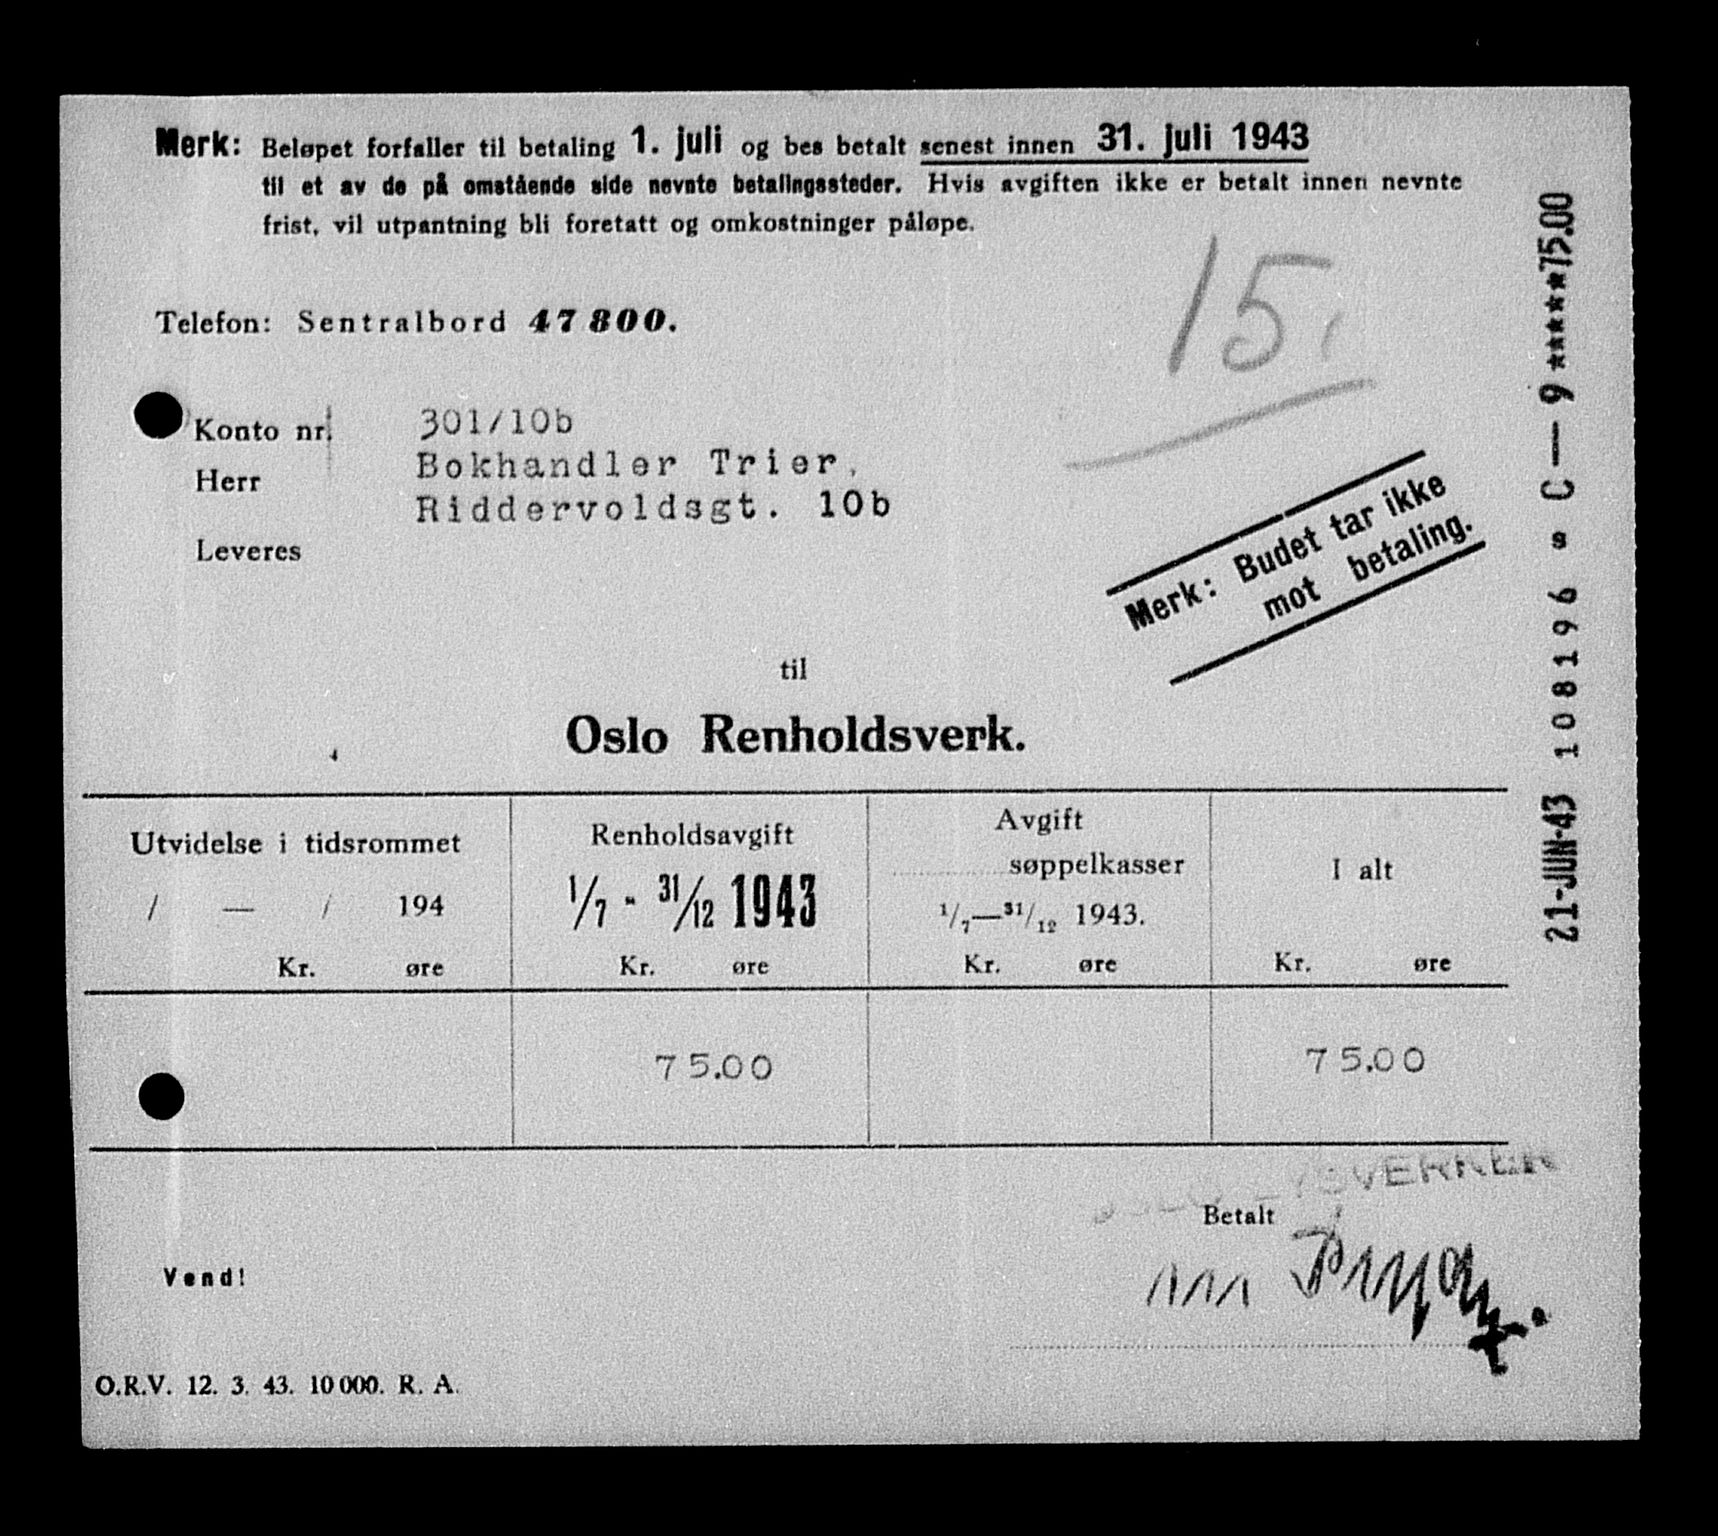 Merk: Beløpet forfaller til betaling 1. juli og bes betalt senest innen 31. juli 1943
til et av de på omstående side nevnte betalingssteder. Hvis avgiften ikke er betalt innen nevnte
frist, vil utpantning bli foretatt og omkostninger påløpe.
15,
Telefon: Sentralbord 47800.
Konto nr. 301/10b
Herr Bokhandler Trier,
Riddervoldsgt. 10b
Leveres
Merk: Budet tar ikke
mot betaling.
til
Oslo Renholdsverk.
Utvidelse i tidsrommet
/ — / 194
Kr. øre
Renholdsavgift
1/7 - 31/12 1943
Kr. øre
Avgift
søppelkasser
1/7—31/12 1943.
Kr. øre
I alt
Kr. øre
75.00
75.00
Betalt
Vend!
O.R.V. 12. 3. 43. 10 000. R. A.
21-JUN-43 108196 s C — 9 *****75.00